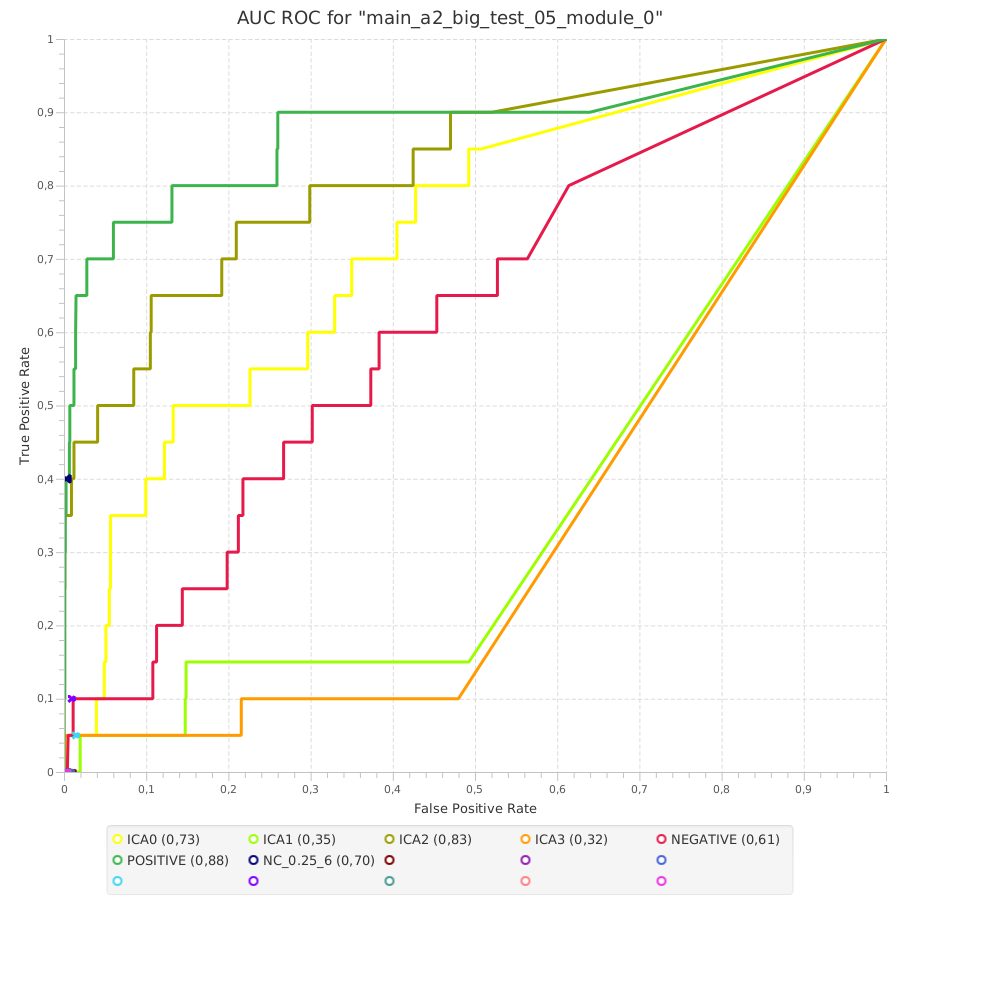 AUC ROC for "main_a2_big_test_05_module_0"
1
0,9
0,8
0,7
0,6
0,5
0,4
0,3
0,2
0,1
0
True Positive Rate
0 0,1 0,2 0,3 0,4 0,5 0,6 0,7 0,8 0,9 1
False Positive Rate
ICA0 (0,73) ICA1 (0,35) ICA2 (0,83) ICA3 (0,32) NEGATIVE (0,61)
POSITIVE (0,88) NC_0.25_6 (0,70)